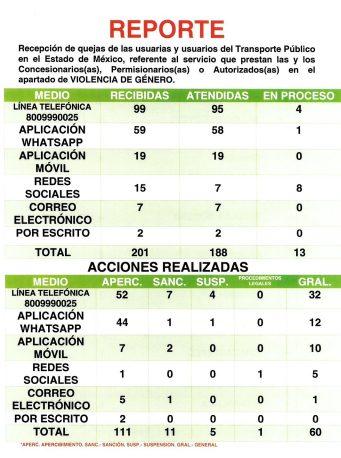 REPORTE
Recepción de quejas de las usuarias y usuarios del Transporte Público
en el Estado de México, referente al servicio que prestan las y los
Concesionarios(as), Permisionarios(as) o Autorizados(as) en el
apartado de VIOLENCIA DE GÉNERO.
MEDIO RECIBIDAS ATENDIDAS EN PROCESO
LÍNEA TELEFÓNICA
8009990025 99 95 4
APLICACIÓN
WHATSAPP 59 58 1
APLICACIÓN
MÓVIL 19 19 0
REDES
SOCIALES 15 7 8
CORREO
ELECTRÓNICO 7 7 0
POR ESCRITO 2 2 0
TOTAL 201 188 13
ACCIONES REALIZADAS
MEDIO APERC. SANC. SUSP. PROCEDIMIENTOS LEGALES GRAL.
LÍNEA TELEFÓNICA
8009990025 52 7 4 0 32
APLICACIÓN
WHATSAPP 44 1 1 0 12
APLICACIÓN
MÓVIL 7 2 0 0 10
REDES
SOCIALES 1 0 0 1 5
CORREO
ELECTRÓNICO 5 1 0 0 1
POR ESCRITO 2 0 0 0 0
TOTAL 111 11 5 1 60
*APERC. APERCIBIMIENTO, SANC.- SANCIÓN. SUSP.- SUSPENSION. GRAL.- GENERAL